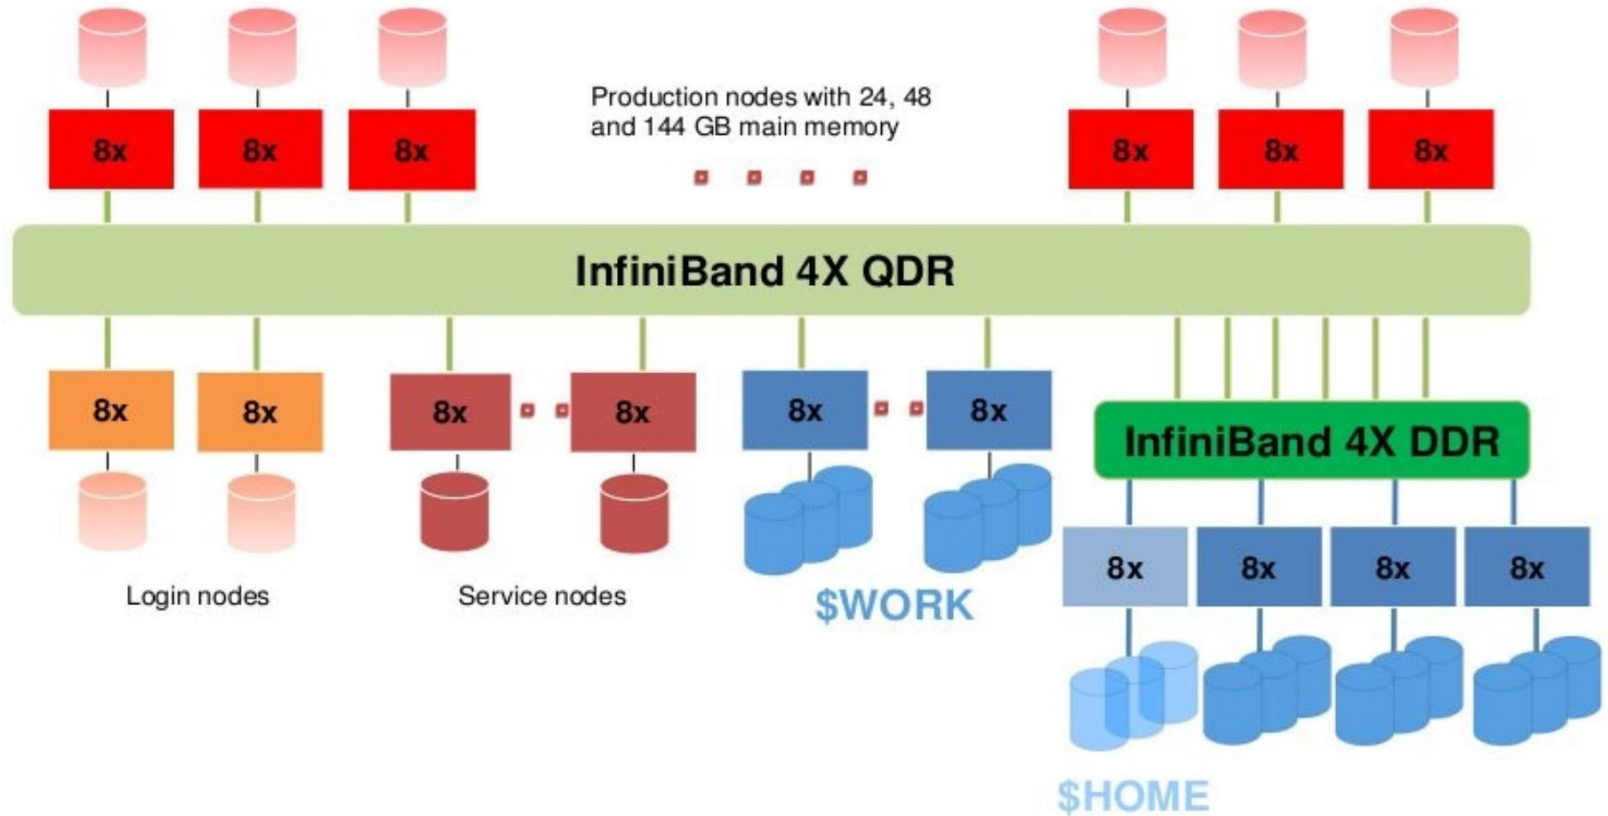 Production nodes with 24, 48
and 144 GB main memory
8x
8x
8x
8x
8x
8x
InfiniBand 4X QDR
8x
8x
8x
8x
8x
8x
InfiniBand 4X DDR
8x
8x
8x
8x
Login nodes
Service nodes
$WORK
$HOME